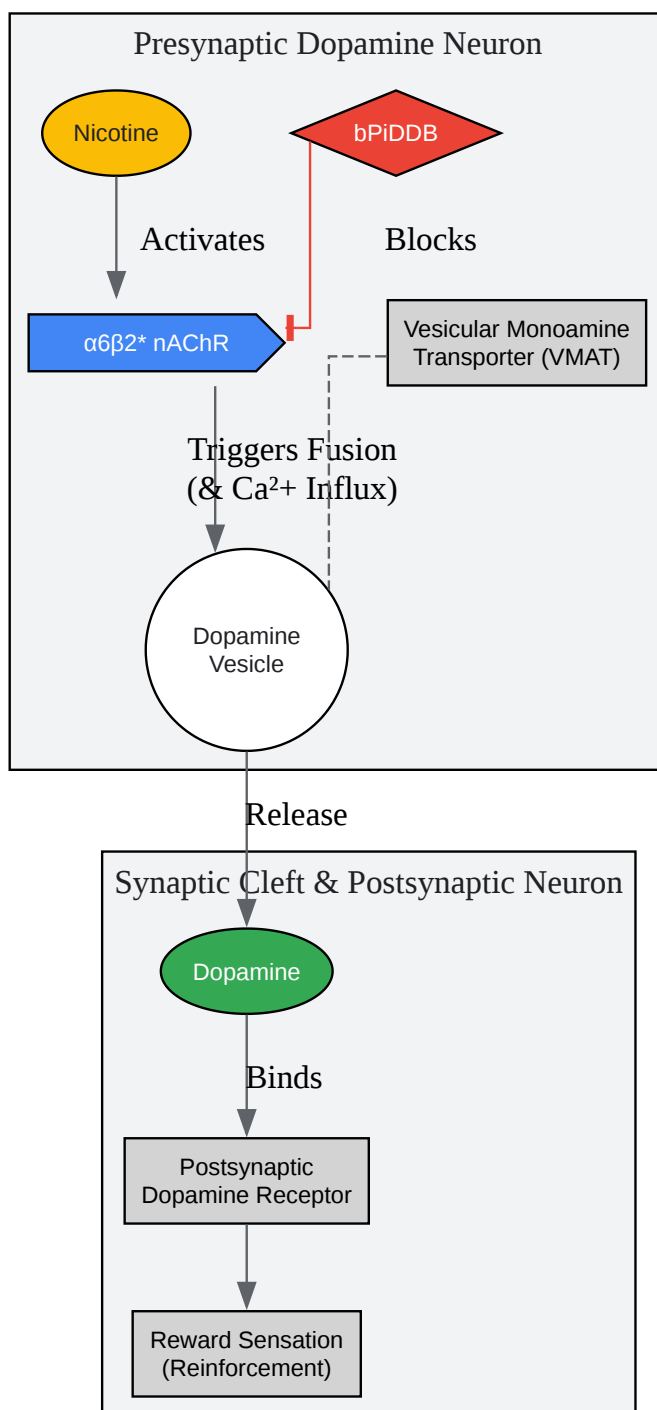 Presynaptic Dopamine Neuron
Nicotine
bPiDDB
Activates
Blocks
α6β2* nAChR
Vesicular Monoamine
Transporter (VMAT)
Triggers Fusion
(& Ca²+ Influx)
Dopamine
Vesicle
Release
Synaptic Cleft & Postsynaptic Neuron
Dopamine
Binds
Postsynaptic
Dopamine Receptor
Reward Sensation
(Reinforcement)